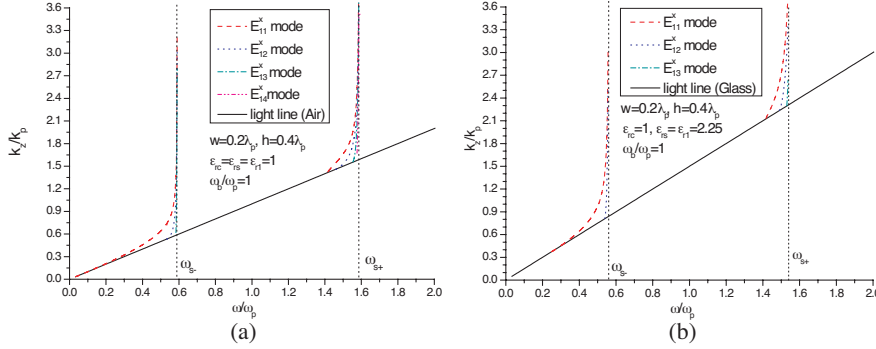 3.6
3.3
3.0
2.7
2.4
2.1
1.8
1.5
1.2
0.9
0.6
0.3
0.0
k_z/k_p
E^x_11 mode
E^x_12 mode
E^x_13 mode
E^x_14 mode
light line (Air)
w=0.2λ_p, h=0.4λ_p
ε_rc=ε_rs=ε_r1=1
ω_b/ω_p=1
ω_s-
ω_s+
0.0 0.2 0.4 0.6 0.8 1.0 1.2 1.4 1.6 1.8 2.0
ω/ω_p
(a)
3.6
3.3
3.0
2.7
2.4
2.1
1.8
1.5
1.2
0.9
0.6
0.3
0.0
k_z/k_p
E^x_11 mode
E^x_12 mode
E^x_13 mode
light line (Glass)
w=0.2λ_p, h=0.4λ_p
ε_rc=1, ε_rs=ε_r1=2.25
ω_b/ω_p=1
ω_s-
ω_s+
0.0 0.2 0.4 0.6 0.8 1.0 1.2 1.4 1.6 1.8 2.0
ω/ω_p
(b)